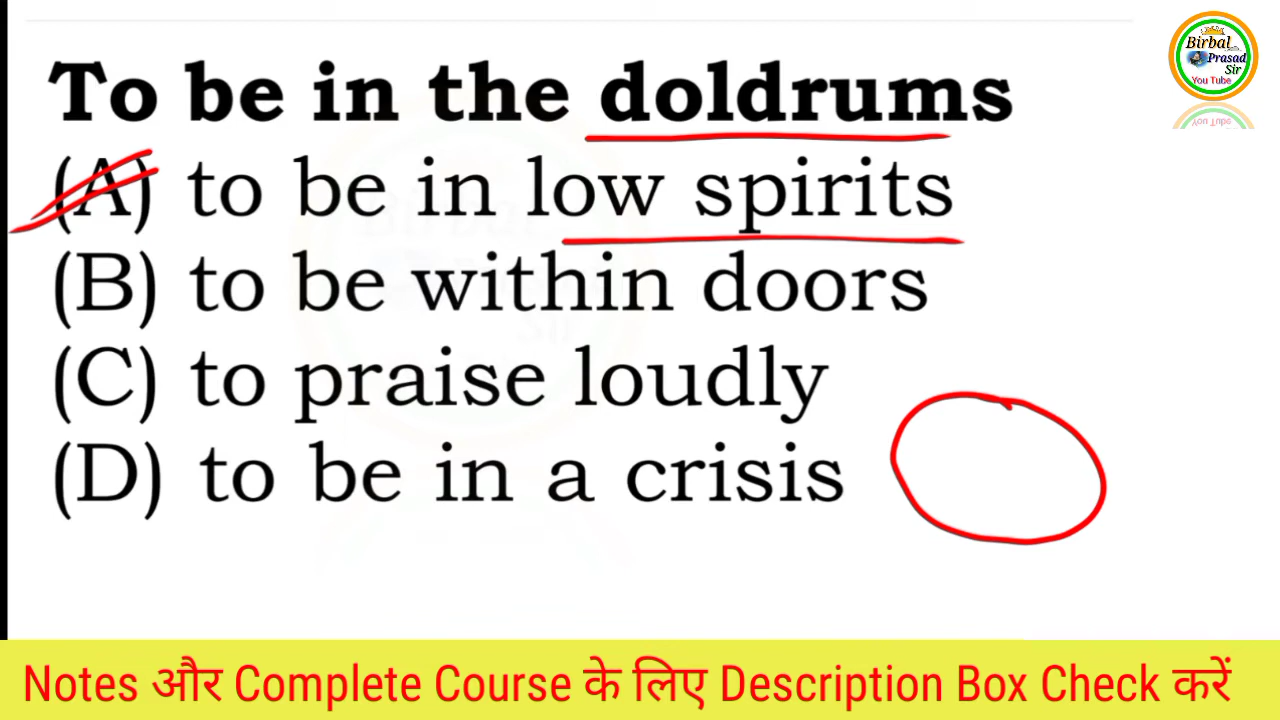 Birbal
Prasad
Sir
You Tube
To be in the doldrums
(A) to be in low spirits
(B) to be within doors
(C) to praise loudly
(D) to be in a crisis
Notes और Complete Course के लिए Description Box Check करें